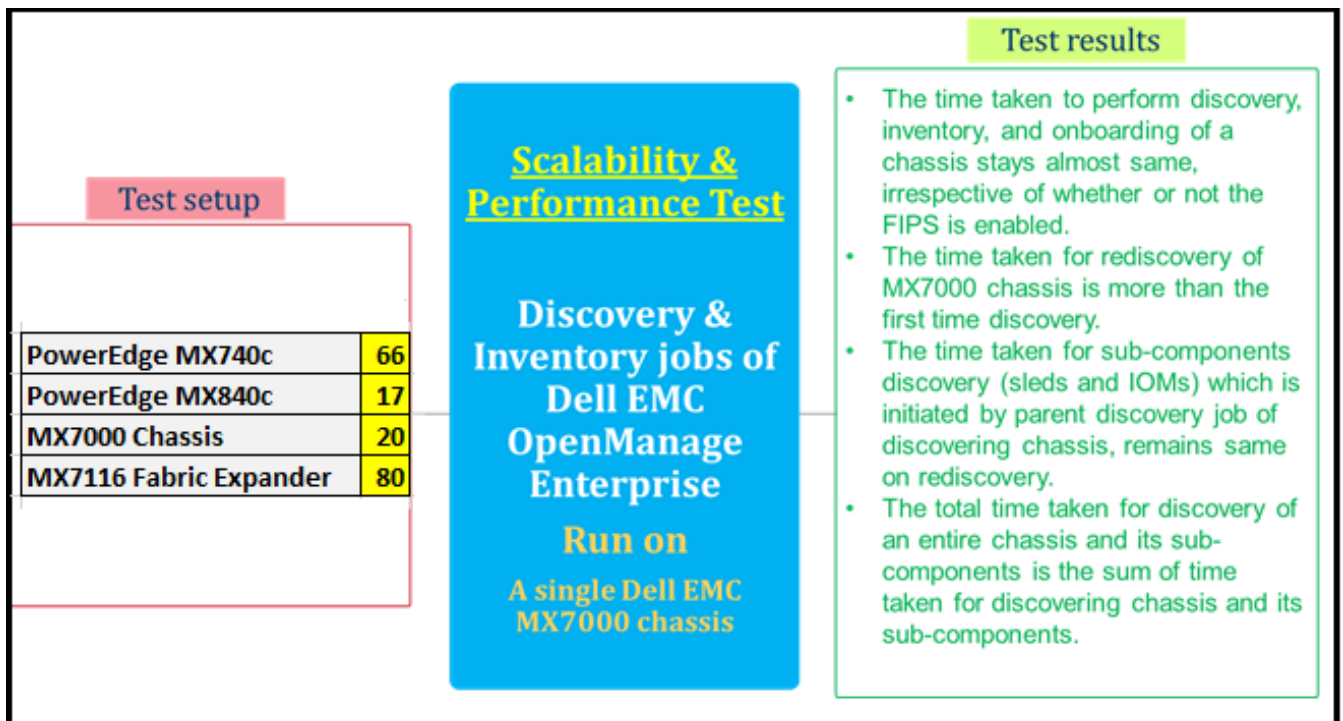 Test setup
PowerEdge MX740c 66
PowerEdge MX840c 17
MX7000 Chassis 20
MX7116 Fabric Expander 80
Scalability &
Performance Test
Discovery &
Inventory jobs of
Dell EMC
OpenManage
Enterprise
Run on
A single Dell EMC
MX7000 chassis
Test results
• The time taken to perform discovery,
inventory, and onboarding of a
chassis stays almost same,
irrespective of whether or not the
FIPS is enabled.
• The time taken for rediscovery of
MX7000 chassis is more than the
first time discovery.
• The time taken for sub-components
discovery (sleds and IOMs) which is
initiated by parent discovery job of
discovering chassis, remains same
on rediscovery.
• The total time taken for discovery of
an entire chassis and its sub-
components is the sum of time
taken for discovering chassis and its
sub-components.